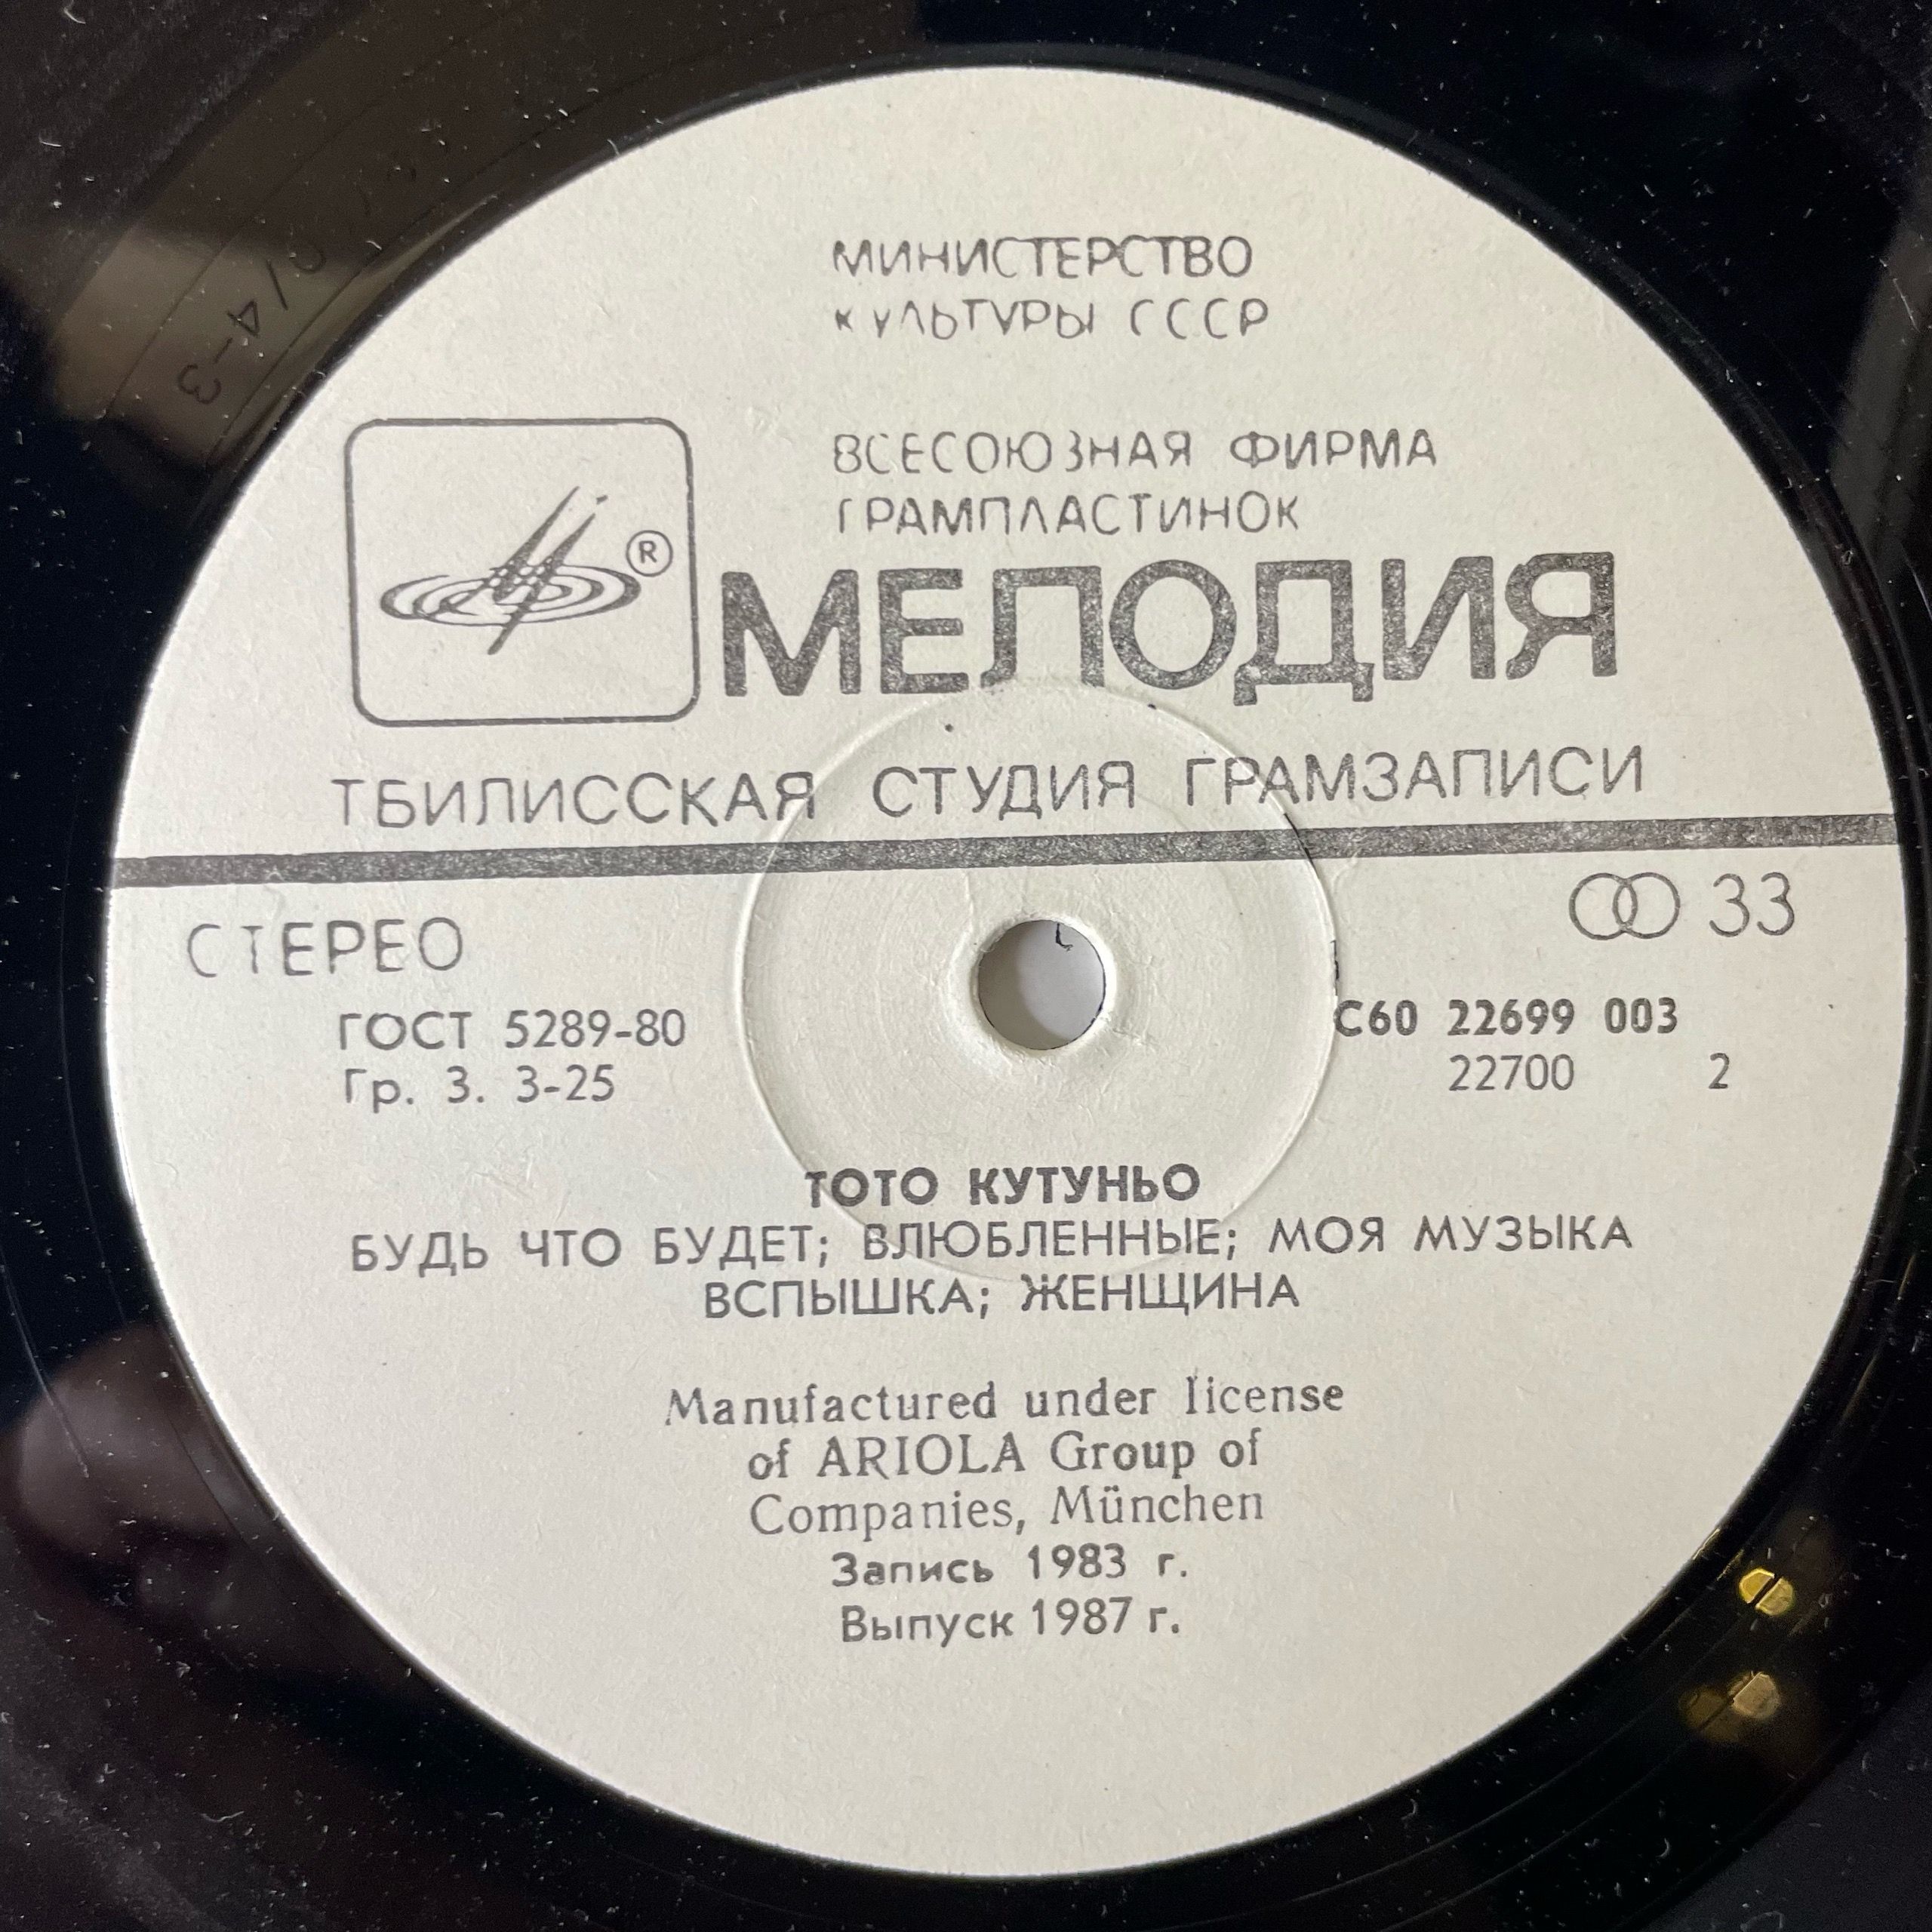 МИНИСТЕРСТВО
КУЛЬТУРЫ СССР
ВСЕСОЮЗНАЯ ФИРМА
ГРАМПЛАСТИНОК
®
МЕЛОДИЯ
ТБИЛИССКАЯ СТУДИЯ ГРАМЗАПИСИ
СТЕРЕО
33
ГОСТ 5289-80
С60 22699 003
Гр. 3. 3-25
22700 2
ТОТО КУТУНЬО
БУДЬ ЧТО БУДЕТ; ВЛЮБЛЕННЫЕ; МОЯ МУЗЫКА
ВСПЫШКА; ЖЕНЩИНА
Manufactured under license
of ARIOLA Group of
Companies, München
Запись 1983 г.
Выпуск 1987 г.